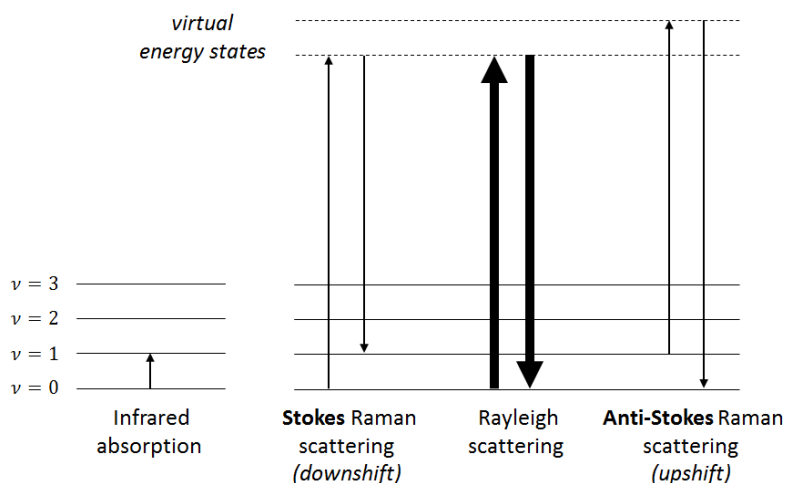 virtual
energy states
𝜈 = 3
𝜈 = 2
𝜈 = 1
𝜈 = 0
Infrared
absorption
Stokes Raman
scattering
(downshift)
Rayleigh
scattering
Anti-Stokes Raman
scattering
(upshift)